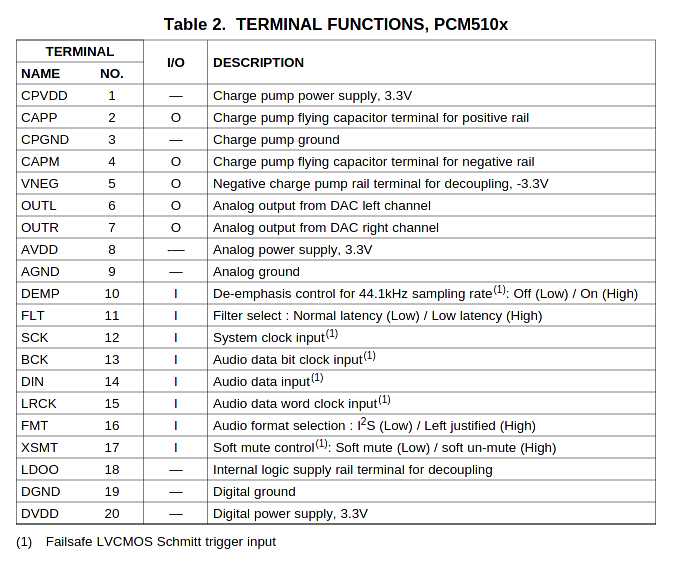 Table 2. TERMINAL FUNCTIONS, PCM510x
TERMINAL I/O DESCRIPTION
NAME NO.
CPVDD 1 — Charge pump power supply, 3.3V
CAPP 2 O Charge pump flying capacitor terminal for positive rail
CPGND 3 — Charge pump ground
CAPM 4 O Charge pump flying capacitor terminal for negative rail
VNEG 5 O Negative charge pump rail terminal for decoupling, -3.3V
OUTL 6 O Analog output from DAC left channel
OUTR 7 O Analog output from DAC right channel
AVDD 8 — Analog power supply, 3.3V
AGND 9 — Analog ground
DEMP 10 I De-emphasis control for 44.1kHz sampling rate(1): Off (Low) / On (High)
FLT 11 I Filter select : Normal latency (Low) / Low latency (High)
SCK 12 I System clock input(1)
BCK 13 I Audio data bit clock input(1)
DIN 14 I Audio data input(1)
LRCK 15 I Audio data word clock input(1)
FMT 16 I Audio format selection : I2S (Low) / Left justified (High)
XSMT 17 I Soft mute control(1): Soft mute (Low) / soft un-mute (High)
LDOO 18 — Internal logic supply rail terminal for decoupling
DGND 19 — Digital ground
DVDD 20 — Digital power supply, 3.3V
(1) Failsafe LVCMOS Schmitt trigger input